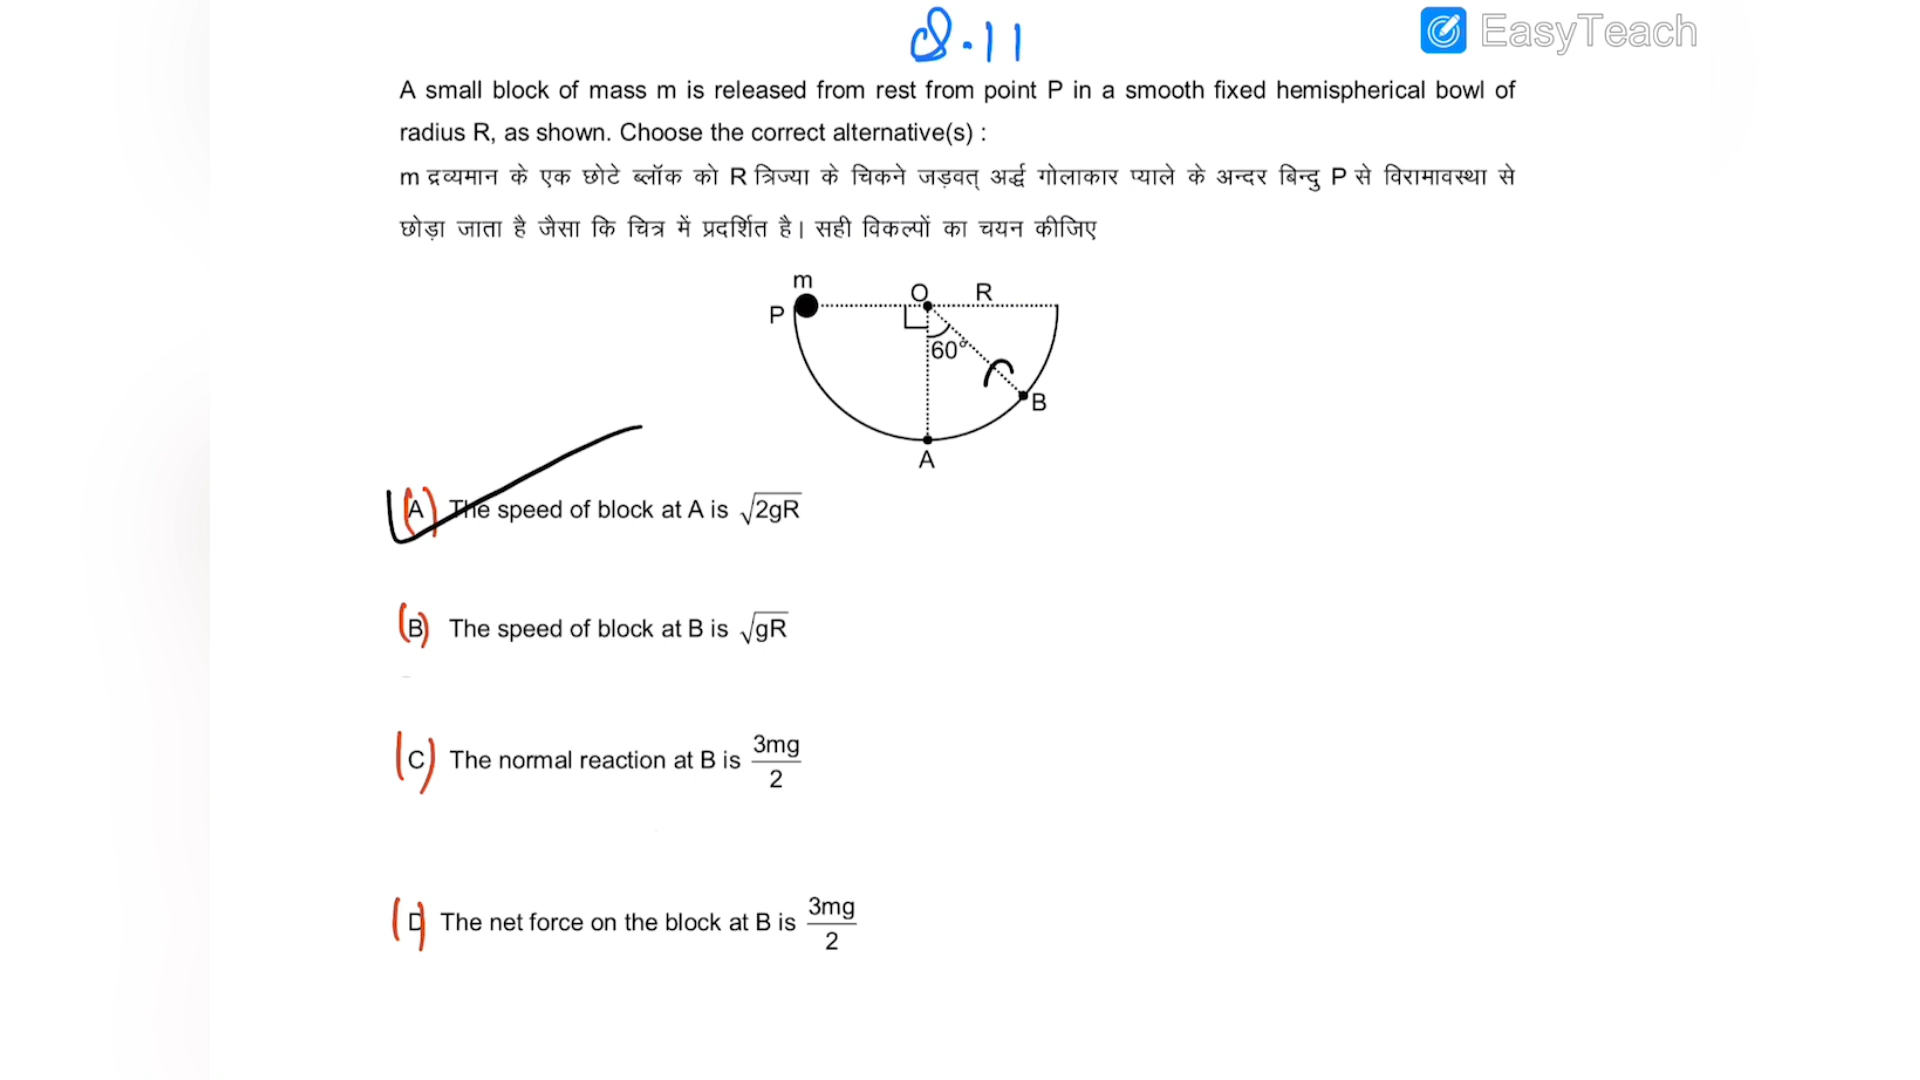 Q.11
EasyTeach
A small block of mass m is released from rest from point P in a smooth fixed hemispherical bowl of
radius R, as shown. Choose the correct alternative(s) :
m द्रव्यमान के एक छोटे ब्लॉक को R त्रिज्या के चिकने जड़वत् अर्द्ध गोलाकार प्याले के अन्दर बिन्दु P से विरामावस्था से
छोड़ा जाता है जैसा कि चित्र में प्रदर्शित है। सही विकल्पों का चयन कीजिए
m
P
O
R
60°
B
A
(A) The speed of block at A is √2gR
(B) The speed of block at B is √gR
(C) The normal reaction at B is 3mg/2
(D) The net force on the block at B is 3mg/2